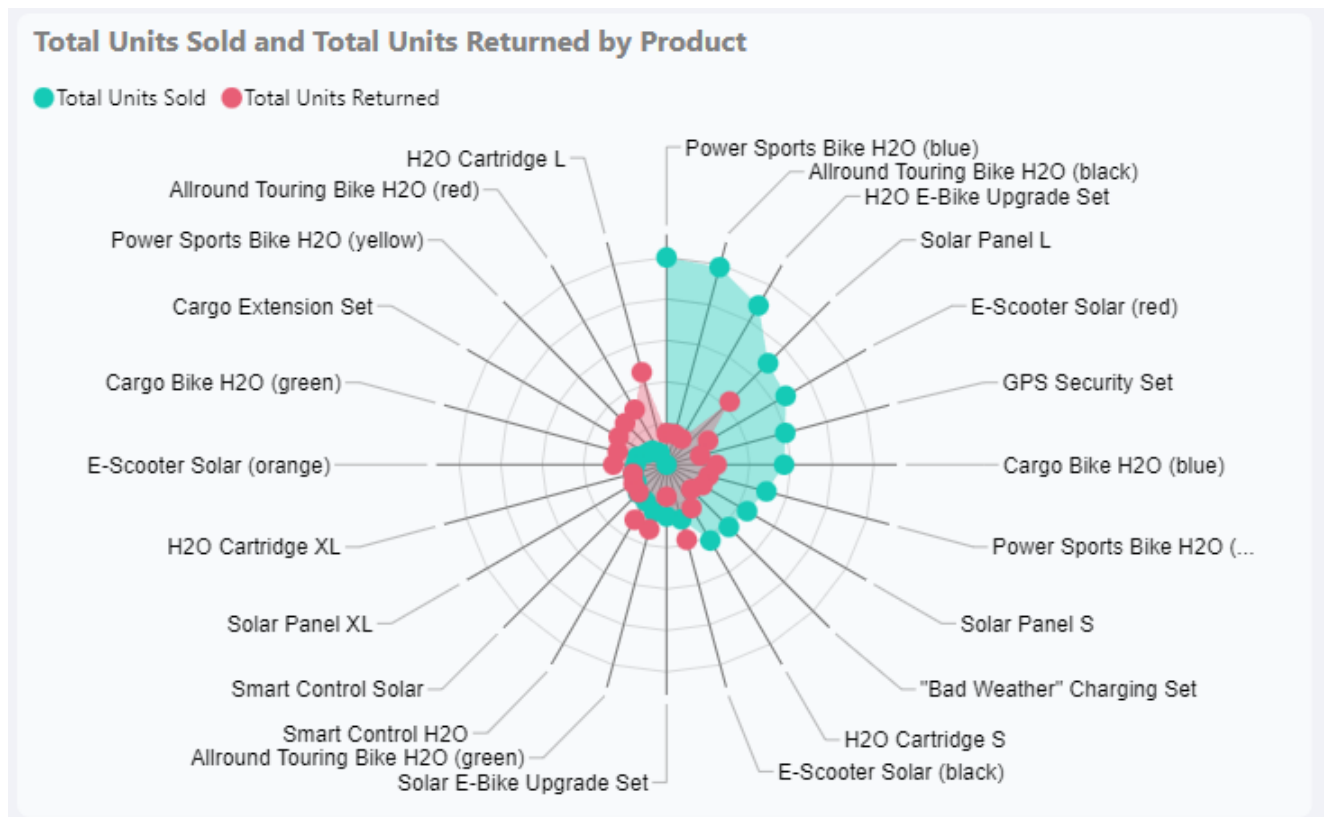 Total Units Sold and Total Units Returned by Product
Total Units Sold Total Units Returned
Power Sports Bike H2O (blue)
Allround Touring Bike H2O (black)
H2O E-Bike Upgrade Set
Solar Panel L
E-Scooter Solar (red)
GPS Security Set
Cargo Bike H2O (blue)
Power Sports Bike H2O (...
Solar Panel S
"Bad Weather" Charging Set
H2O Cartridge S
E-Scooter Solar (black)
Solar E-Bike Upgrade Set
Allround Touring Bike H2O (green)
Smart Control H2O
Smart Control Solar
Solar Panel XL
H2O Cartridge XL
E-Scooter Solar (orange)
Cargo Bike H2O (green)
Cargo Extension Set
Power Sports Bike H2O (yellow)
Allround Touring Bike H2O (red)
H2O Cartridge L